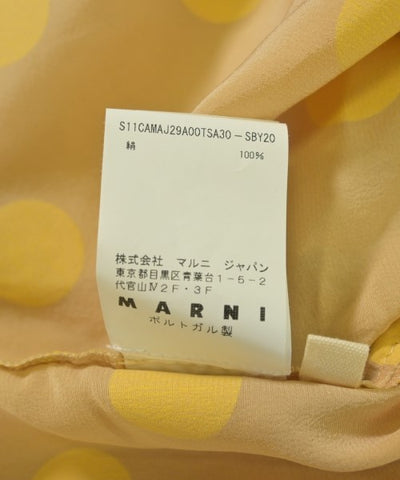 S11CAMAJ29A00TSA30-SBY20
絹 100%
株式会社 マルニ ジャパン
東京都目黒区青葉台1-5-2
代官山Ⅳ2F・3F
MARNI
ポルトガル製